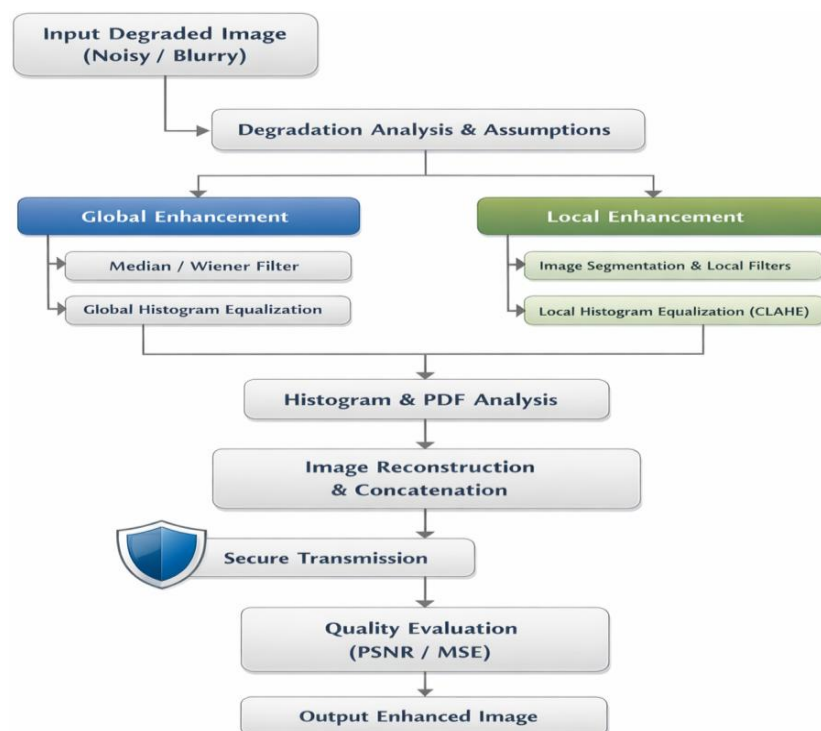 Input Degraded Image
(Noisy / Blurry)
Degradation Analysis & Assumptions
Global Enhancement
Local Enhancement
Median / Wiener Filter
Image Segmentation & Local Filters
Global Histogram Equalization
Local Histogram Equalization (CLAHE)
Histogram & PDF Analysis
Image Reconstruction
& Concatenation
Secure Transmission
Quality Evaluation
(PSNR / MSE)
Output Enhanced Image